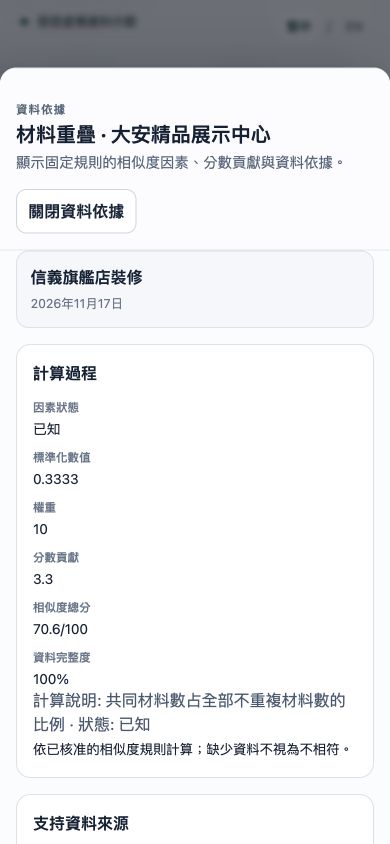 資料依據
材料重疊 · 大安精品展示中心
顯示固定規則的相似度因素、分數貢獻與資料依據。
關閉資料依據
信義旗艦店裝修
2026年11月17日
計算過程
因素狀態
已知
標準化數值
0.3333
權重
10
分數貢獻
3.3
相似度總分
70.6/100
資料完整度
100%
計算說明: 共同材料數占全部不重複材料數的
比例 · 狀態: 已知
依已核准的相似度規則計算；缺少資料不視為不相符。
支持資料來源